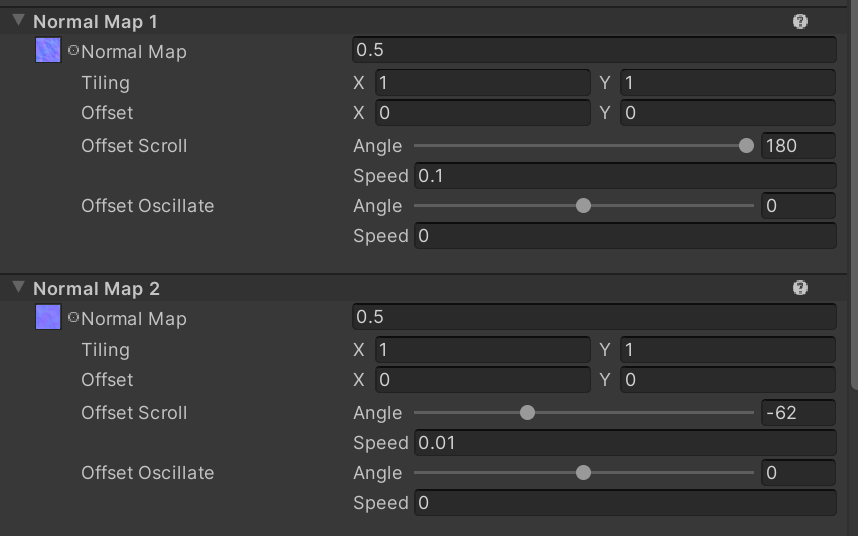 Normal Map 1
Normal Map 0.5
Tiling X 1 Y 1
Offset X 0 Y 0
Offset Scroll Angle 180
Speed 0.1
Offset Oscillate Angle 0
Speed 0
Normal Map 2
Normal Map 0.5
Tiling X 1 Y 1
Offset X 0 Y 0
Offset Scroll Angle -62
Speed 0.01
Offset Oscillate Angle 0
Speed 0